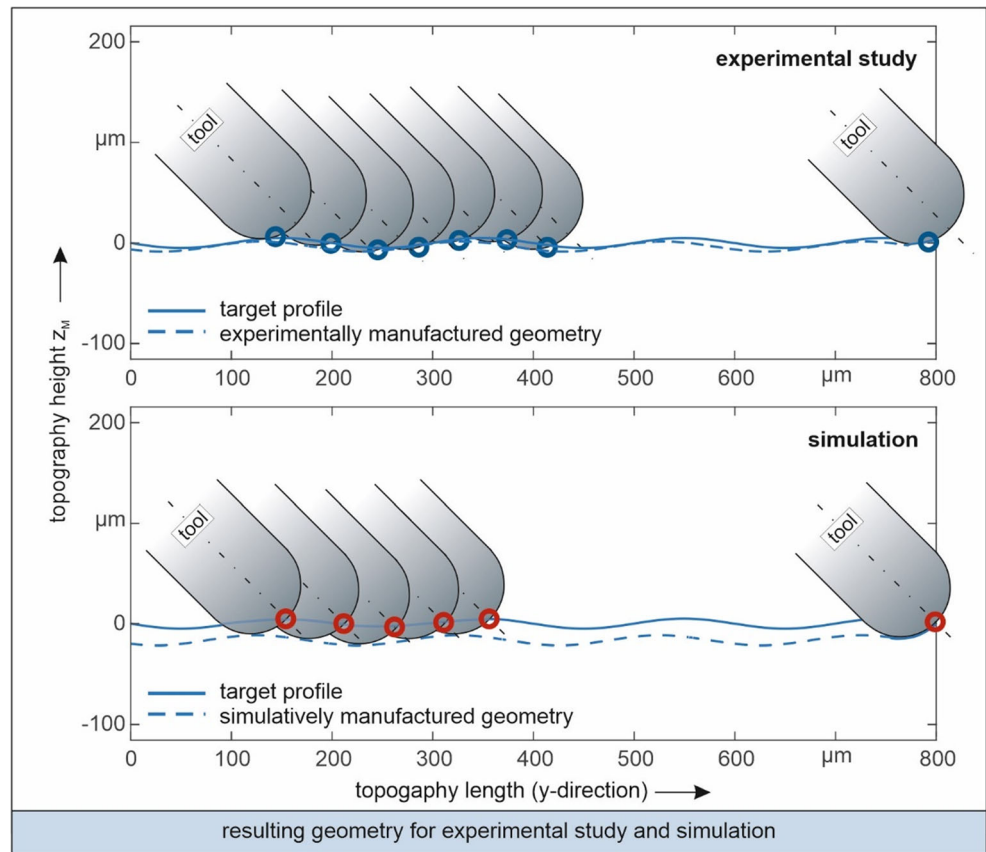 200
experimental study
tool
tool
µm
0
target profile
experimentally manufactured geometry
-100
0 100 200 300 400 500 600 µm 800
topography height z_M
200
simulation
tool
tool
µm
0
target profile
simulatively manufactured geometry
-100
0 100 200 300 400 500 600 µm 800
topogaphy length (y-direction)
resulting geometry for experimental study and simulation